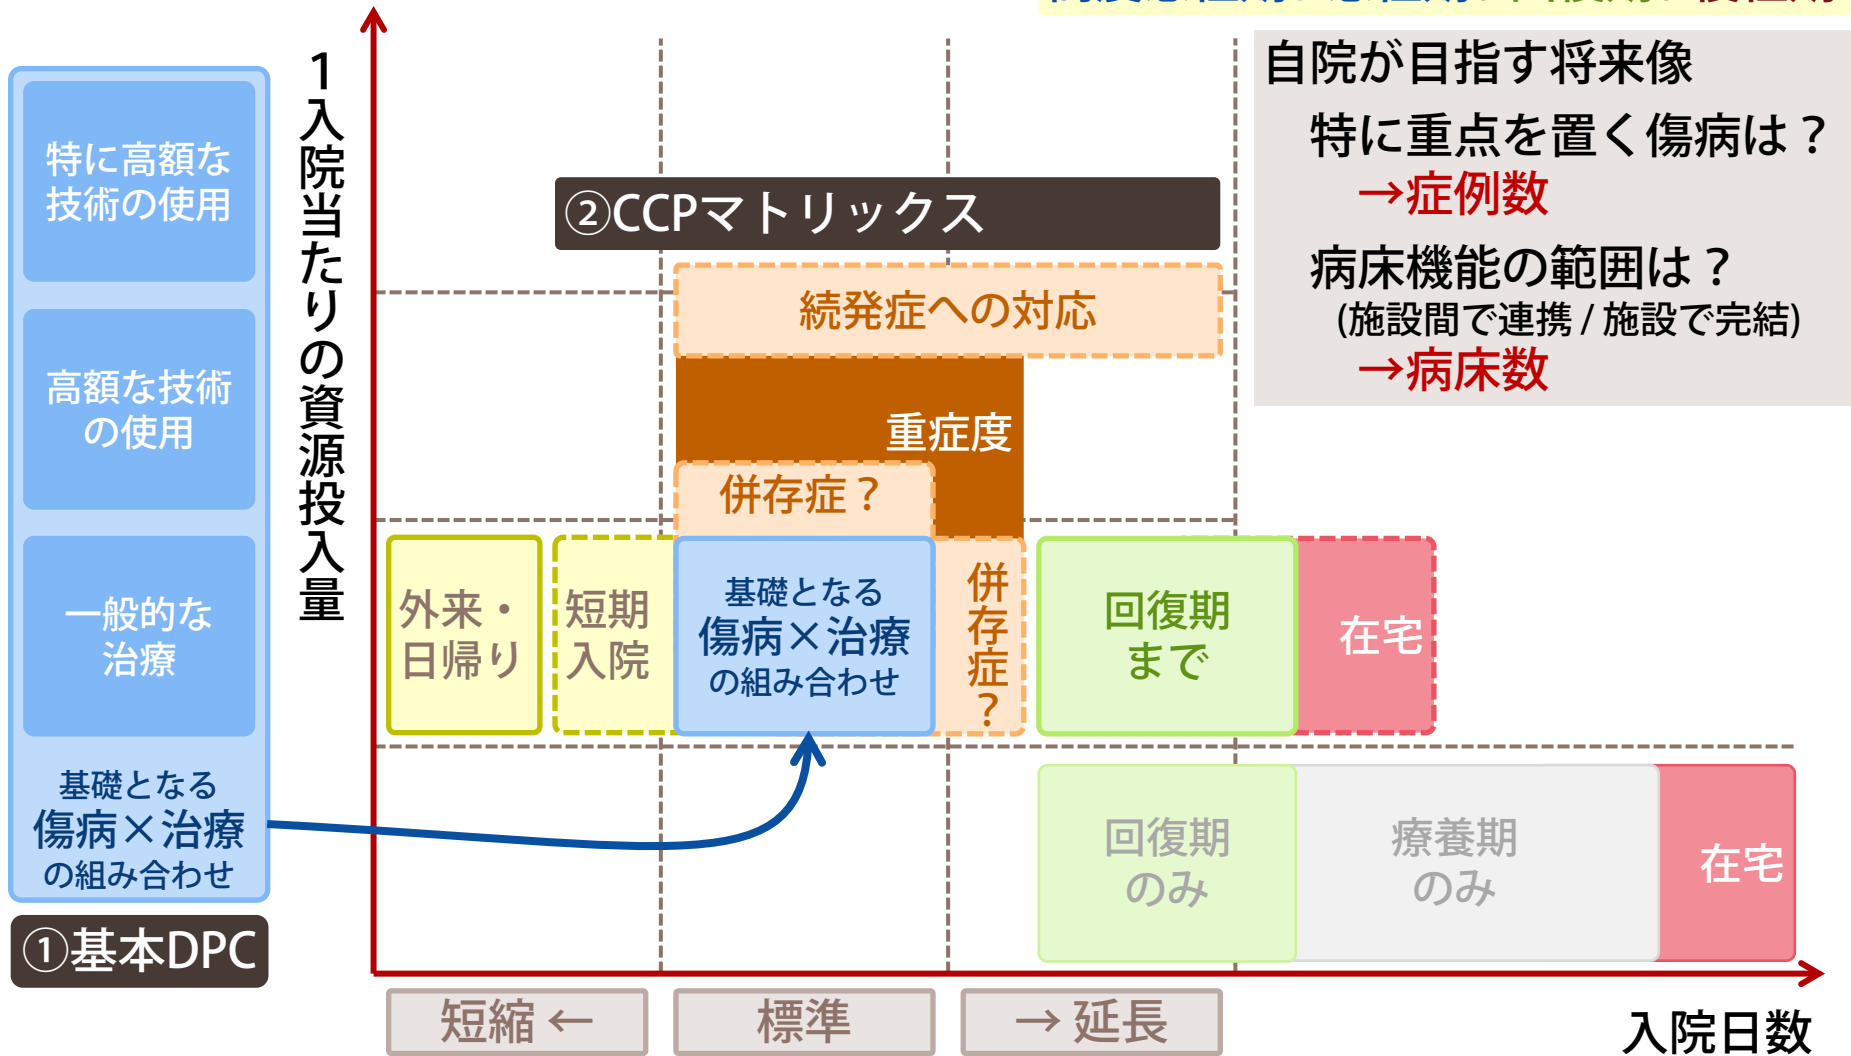 特に高額な
技術の使用
高額な技術
の使用
一般的な
治療
基礎となる
傷病×治療
の組み合わせ
①基本DPC
1入院当たりの資源投入量
②CCPマトリックス
続発症への対応
重症度
併存症？
外来・
日帰り
短期
入院
基礎となる
傷病×治療
の組み合わせ
併存症？
回復期
まで
在宅
回復期
のみ
療養期
のみ
在宅
短縮 ←
標準
→ 延長
入院日数
自院が目指す将来像
特に重点を置く傷病は？
→症例数
病床機能の範囲は？
(施設間で連携 / 施設で完結)
→病床数